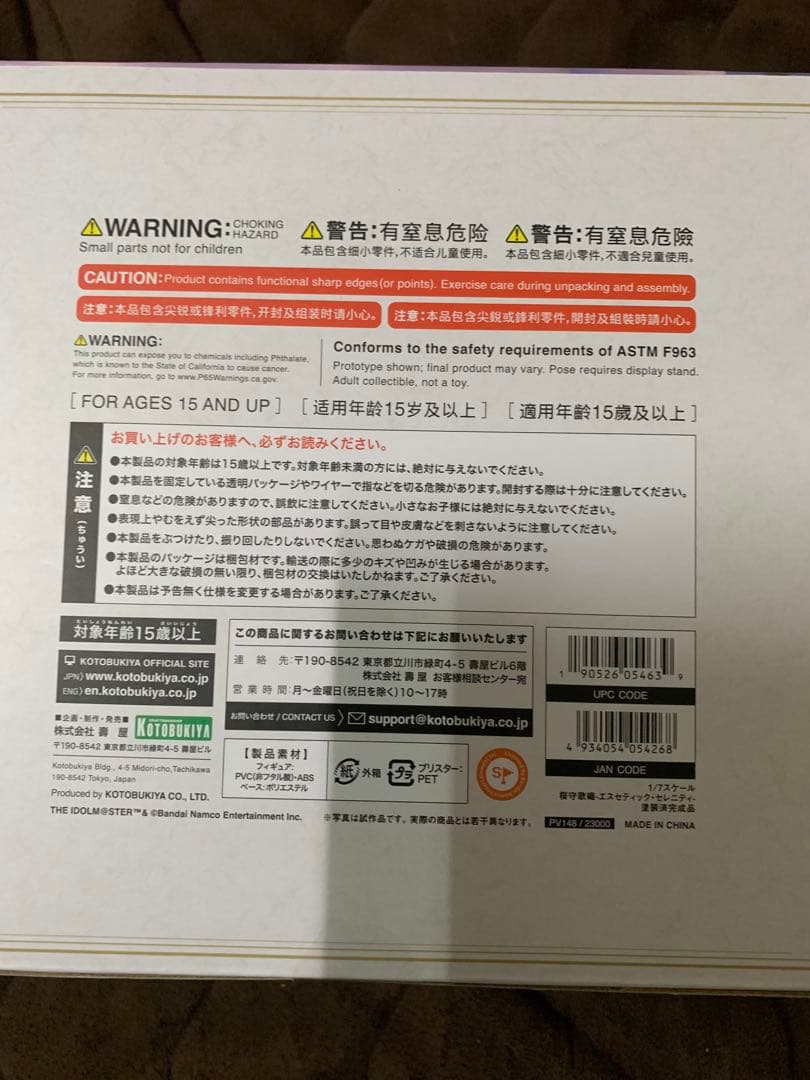 ⚠WARNING: CHOKING HAZARD
Small parts not for children
⚠警告:有窒息危险
本品包含细小零件,不适合儿童使用。
⚠警告:有窒息危險
本品包含細小零件,不適合兒童使用。
CAUTION:Product contains functional sharp edges(or points). Exercise care during unpacking and assembly.
注意:本品包含尖锐或锋利零件,开封及组装时请小心。
注意:本品包含尖銳或鋒利零件,開封及組裝時請小心。
⚠WARNING:
This product can expose you to chemicals including Phthalate,
which is known to the State of California to cause cancer.
For more information, go to www.P65Warnings.ca.gov.
Conforms to the safety requirements of ASTM F963
Prototype shown; final product may vary. Pose requires display stand.
Adult collectible, not a toy.
[ FOR AGES 15 AND UP ] [ 适用年龄15岁及以上 ] [ 適用年齡15歲及以上 ]
注意(ちゅうい)
お買い上げのお客様へ、必ずお読みください。
●本製品の対象年齢は15歳以上です。対象年齢未満の方には、絶対に与えないでください。
●本製品を固定している透明パッケージやワイヤーで指などを切る危険があります。開封する際は十分に注意してください。
●窒息などの危険がありますので、誤飲に注意してください。小さなお子様には絶対に与えないでください。
●表現上やむをえず尖った形状の部品があります。誤って目や皮膚などを刺さないように注意してください。
●本製品をぶつけたり、振り回したりしないでください。思わぬケガや破損の危険があります。
●本製品のパッケージは梱包材です。輸送の際に多少のキズや凹みが生じる場合があります。
よほど大きな破損の無い限り、梱包材の交換はいたしかねます。ご了承ください。
●本製品は予告無く仕様を変更する場合があります。ご了承ください。
たいしょうねんれい さいいじょう
対象年齢15歳以上
KOTOBUKIYA OFFICIAL SITE
JPN〉www.kotobukiya.co.jp
ENG〉en.kotobukiya.co.jp
■企画・制作・発売■
株式会社 壽 屋 KOTOBUKIYA
〒190-8542 東京都立川市緑町4-5 壽屋ビル
Kotobukiya Bldg., 4-5 Midori-cho,Tachikawa
190-8542 Tokyo, Japan
Produced by KOTOBUKIYA CO., LTD.
THE IDOLM@STER™& ©Bandai Namco Entertainment Inc.
この商品に関するお問い合わせは下記にお願いいたします
連 絡 先:〒190-8542 東京都立川市緑町4-5 壽屋ビル6階
株式会社 壽 屋 お客様相談センター宛
営 業 時 間:月〜金曜日(祝日を除く)10〜17時
お問い合わせ / CONTACT US 〉 support@kotobukiya.co.jp
【製品素材】
フィギュア:
PVC(非フタル酸)・ABS
ベース:ポリエステル
紙 外箱
プラ ブリスター:
PET
※写真は試作品です。実際の商品とは若干異なります。
1 90526 05463 9
UPC CODE
4 934054 054268
JAN CODE
1/7スケール
桜守歌織-エスセティック・セレニティ-
塗装済完成品
PV148 / 23000 MADE IN CHINA